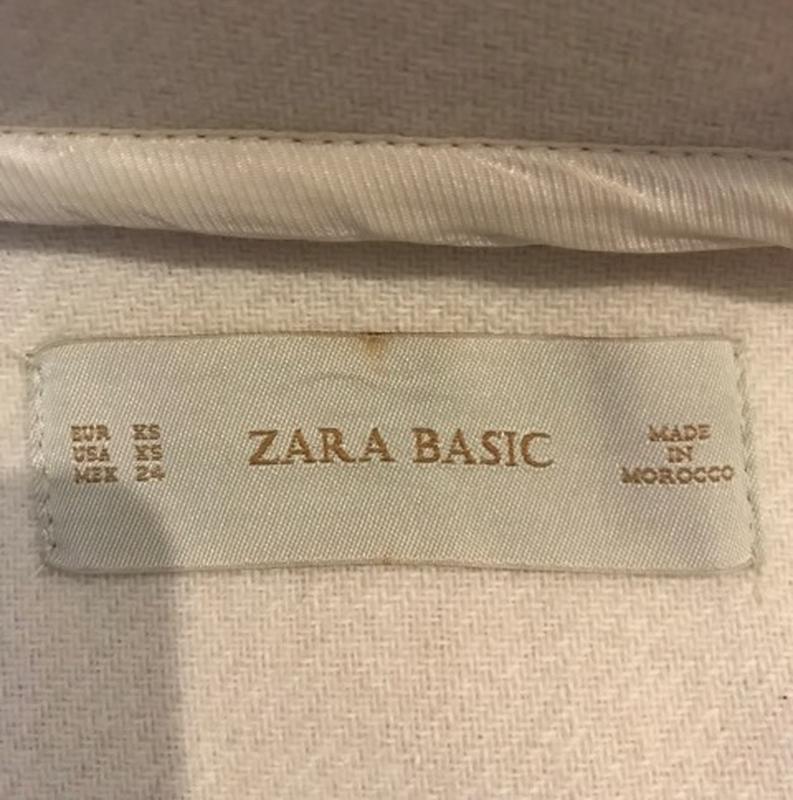 EUR XS
USA XS
MEX 24
ZARA BASIC
MADE
IN
MOROCCO